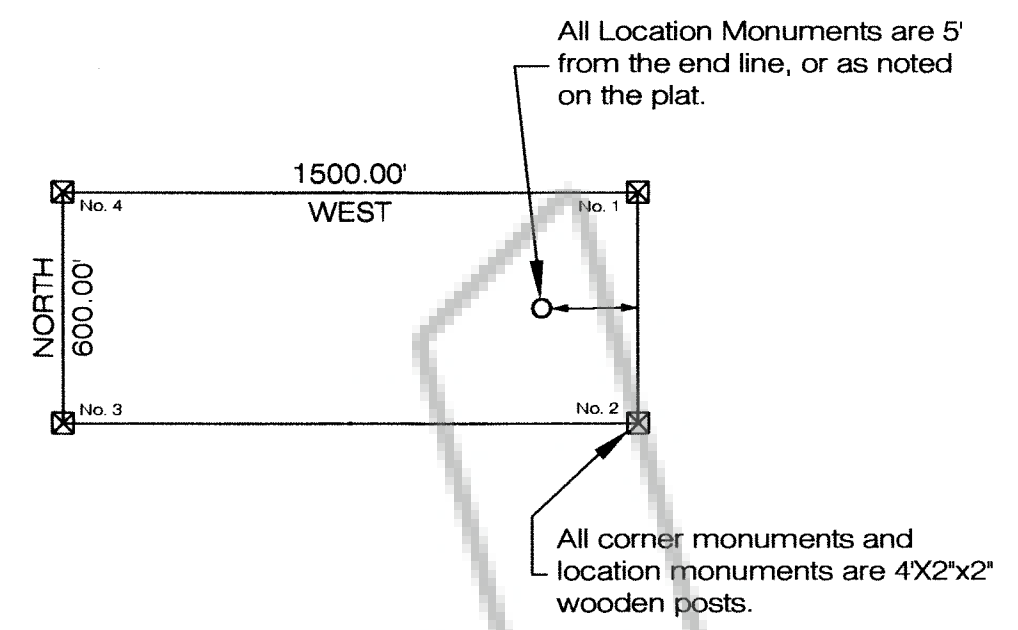 All Location Monuments are 5'
from the end line, or as noted
on the plat.
1500.00'
WEST
No. 4
No. 1
NORTH
600.00'
No. 3
No. 2
All corner monuments and
location monuments are 4'X2"x2"
wooden posts.